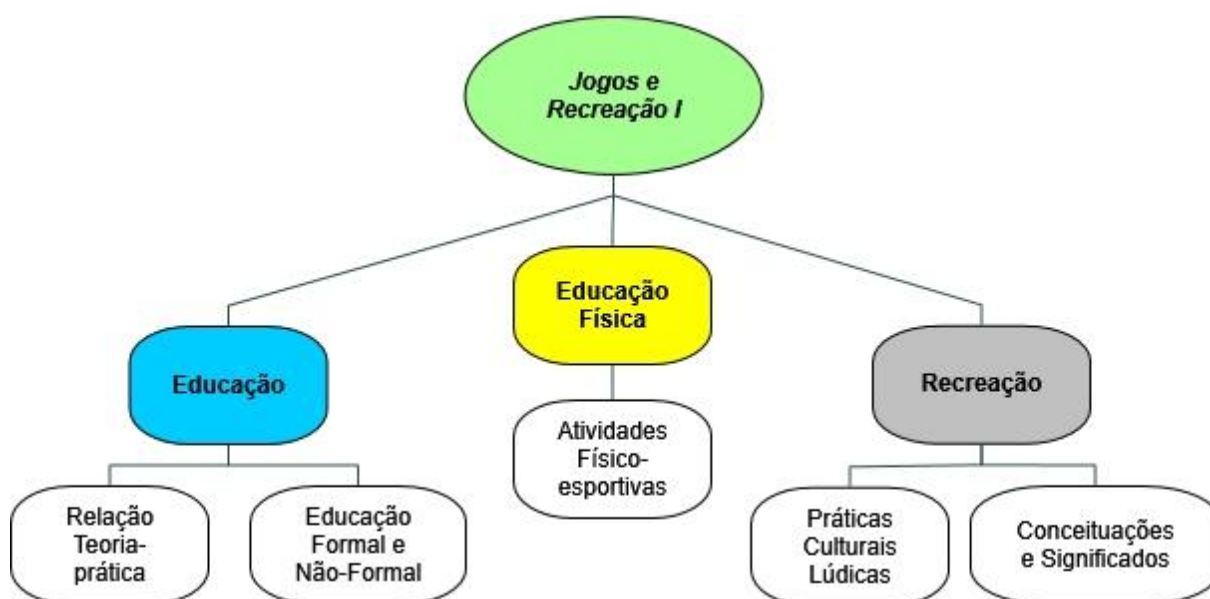 Jogos e
Recreação I
Educação
Física
Educação
Recreação
Atividades
Físico-
esportivas
Relação
Teoria-
prática
Educação
Formal e
Não-Formal
Práticas
Culturais
Lúdicas
Conceituações
e Significados